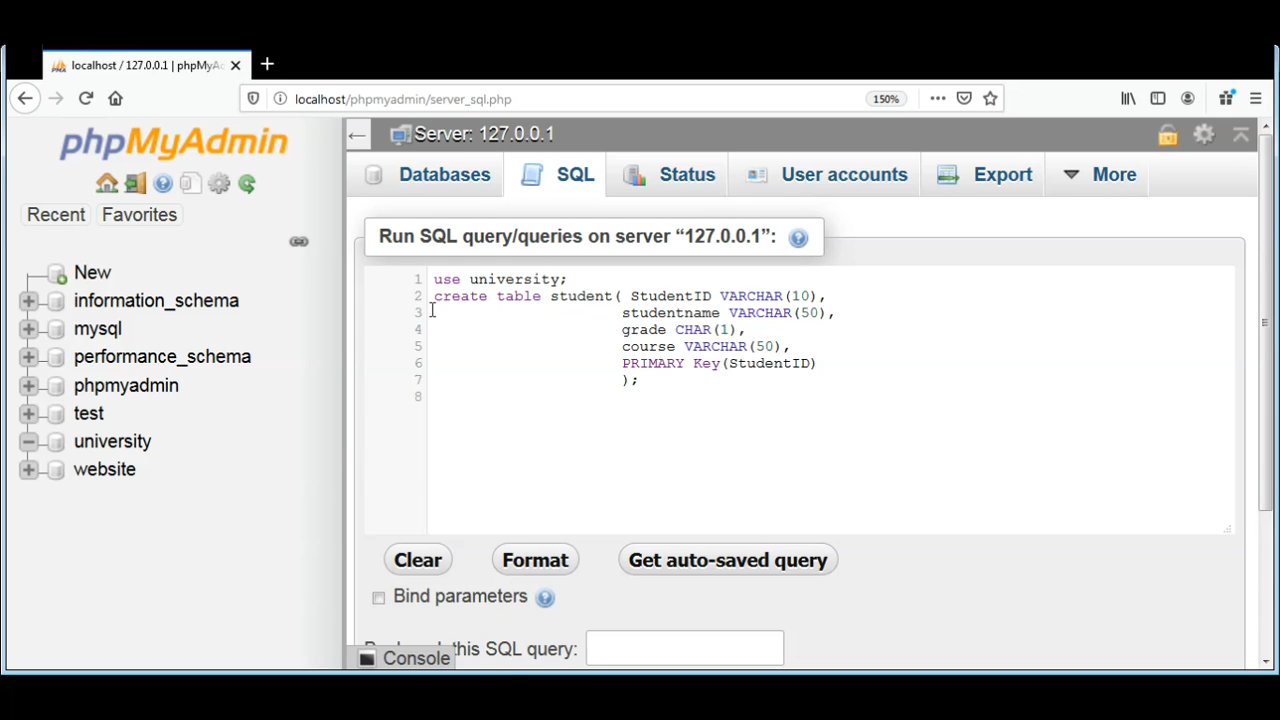 localhost / 127.0.0.1 | phpMyAd
localhost/phpmyadmin/server_sql.php
150%
phpMyAdmin
Recent
Favorites
New
information_schema
mysql
performance_schema
phpmyadmin
test
university
website
Server: 127.0.0.1
Databases
SQL
Status
User accounts
Export
More
Run SQL query/queries on server “127.0.0.1”:
1 use university;
2 create table student( StudentID VARCHAR(10),
3 studentname VARCHAR(50),
4 grade CHAR(1),
5 course VARCHAR(50),
6 PRIMARY Key(StudentID)
7 );
8
Clear
Format
Get auto-saved query
Bind parameters
this SQL query:
Console